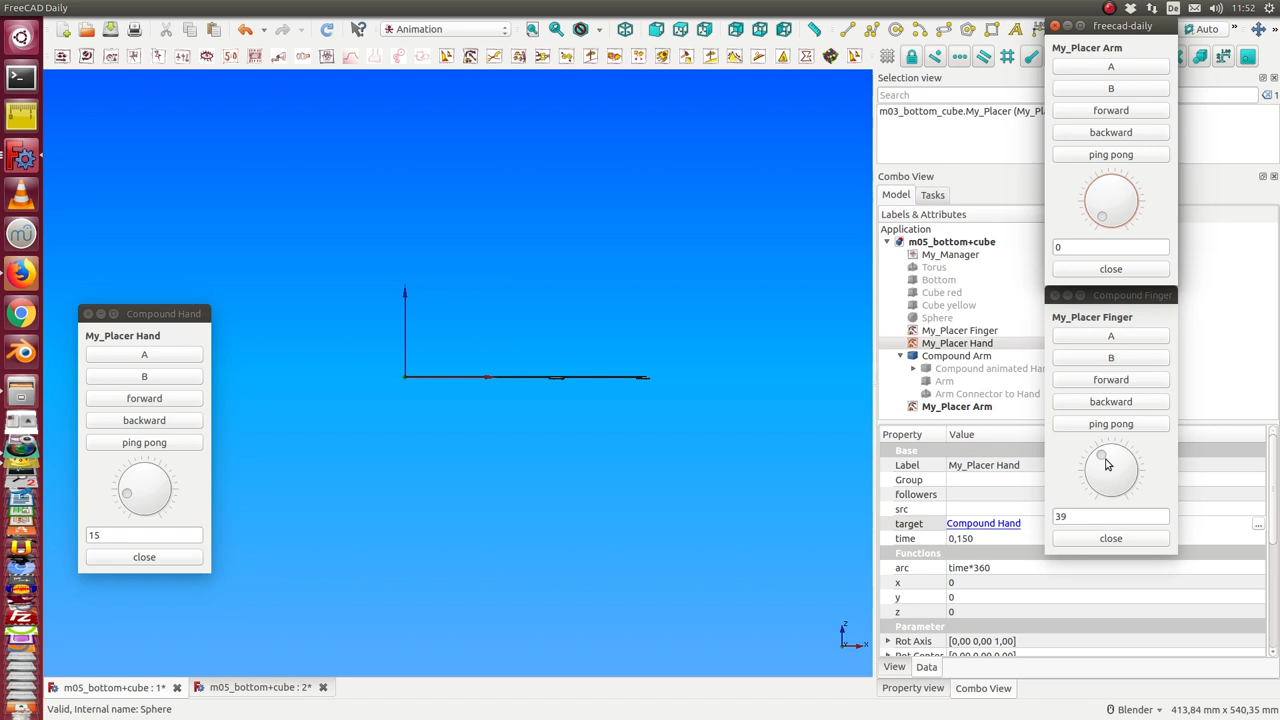 FreeCAD Daily
De
11:52
Animation
Auto
Selection view
Search
1
m03_bottom_cube.My_Placer (My_Pla
Combo View
Model
Tasks
Labels & Attributes
Application
m05_bottom+cube
My_Manager
Torus
Bottom
Cube red
Cube yellow
Sphere
My_Placer Finger
My_Placer Hand
Compound Arm
Compound animated Han
Arm
Arm Connector to Hand
My_Placer Arm
Property
Value
Base
Label
My_Placer Hand
Group
followers
src
target
Compound Hand
...
time
0,150
Functions
arc
time*360
x
0
y
0
z
0
Parameter
Rot Axis
[0,00 0,00 1,00]
View
Data
Property view
Combo View
freecad-daily
My_Placer Arm
A
B
forward
backward
ping pong
0
close
Compound Finger
My_Placer Finger
A
B
forward
backward
ping pong
39
close
Compound Hand
My_Placer Hand
A
B
forward
backward
ping pong
15
close
z
x
m05_bottom+cube : 1*
m05_bottom+cube : 2*
Valid, Internal name: Sphere
Blender
413,84 mm x 540,35 mm